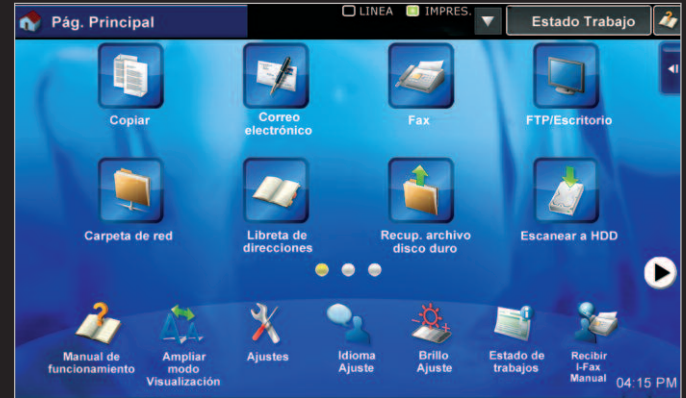 Pág. Principal
LINEA
IMPRES.
Estado Trabajo
Copiar
Correo
electrónico
Fax
FTP/Escritorio
Carpeta de red
Libreta de
direcciones
Recup. archivo
disco duro
Escanear a HDD
Manual de
funcionamiento
Ampliar
modo
Visualización
Ajustes
Idioma
Ajuste
Brillo
Ajuste
Estado de
trabajos
Recibir
I-Fax
Manual
04:15 PM